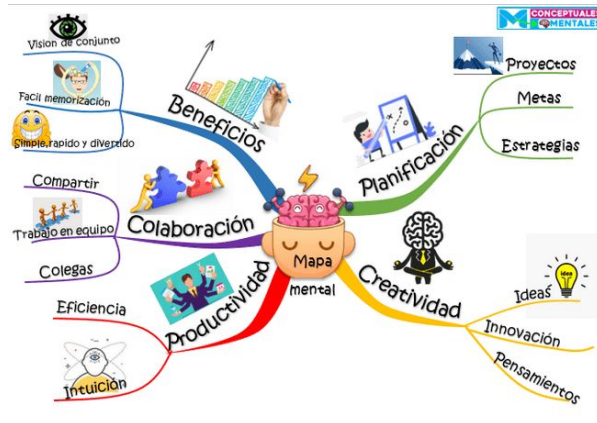 CONCEPTUALES
MENTALES
Vision de conjunto
Facil memorización
Simple,rapido y divertido
Beneficios
Compartir
Trabajo en equipo
Colegas
Colaboración
Eficiencia
Intuición
Productividad
Mapa
mental
Planificación
Proyectos
Metas
Estrategias
Creatividad
Ideas
Innovación
Pensamientos
idea